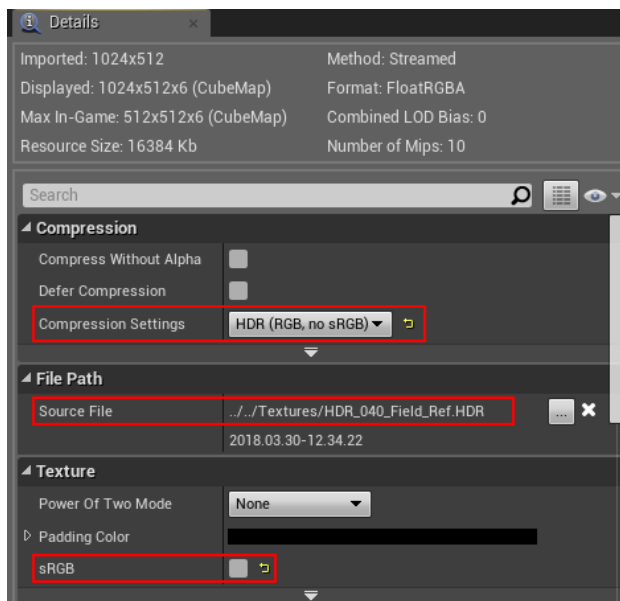 Details
Imported: 1024x512
Method: Streamed
Displayed: 1024x512x6 (CubeMap)
Format: FloatRGBA
Max In-Game: 512x512x6 (CubeMap)
Combined LOD Bias: 0
Resource Size: 16384 Kb
Number of Mips: 10
Search
Compression
Compress Without Alpha
Defer Compression
Compression Settings
HDR (RGB, no sRGB)
File Path
Source File
../../Textures/HDR_040_Field_Ref.HDR
...
2018.03.30-12.34.22
Texture
Power Of Two Mode
None
Padding Color
sRGB